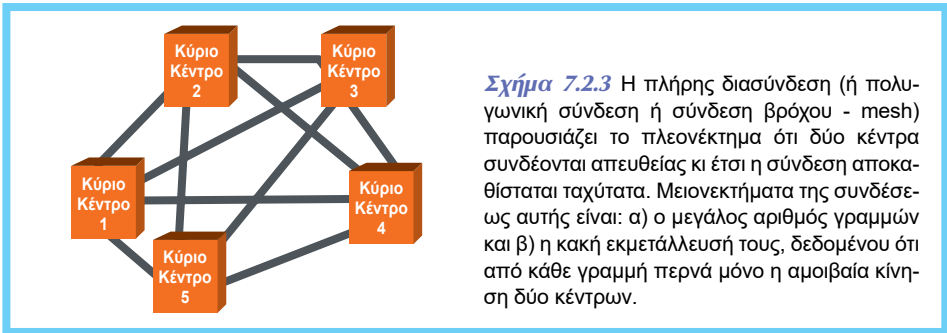 Κύριο
Κέντρο
2
Κύριο
Κέντρο
3
Κύριο
Κέντρο
1
Κύριο
Κέντρο
4
Κύριο
Κέντρο
5
Σχήμα 7.2.3 Η πλήρης διασύνδεση (ή πολυ-
γωνική σύνδεση ή σύνδεση βρόχου - mesh)
παρουσιάζει το πλεονέκτημα ότι δύο κέντρα
συνδέονται απευθείας κι έτσι η σύνδεση αποκα-
θίσταται ταχύτατα. Μειονεκτήματα της συνδέσε-
ως αυτής είναι: α) ο μεγάλος αριθμός γραμμών
και β) η κακή εκμετάλλευσή τους, δεδομένου ότι
από κάθε γραμμή περνά μόνο η αμοιβαία κίνη-
ση δύο κέντρων.